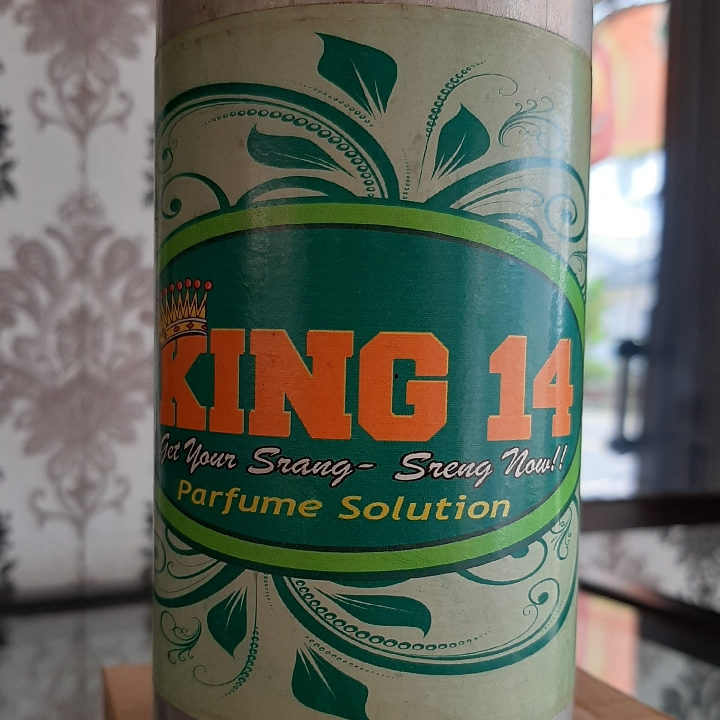 KING 14
Get Your Srang- Sreng Now!!
Parfume Solution